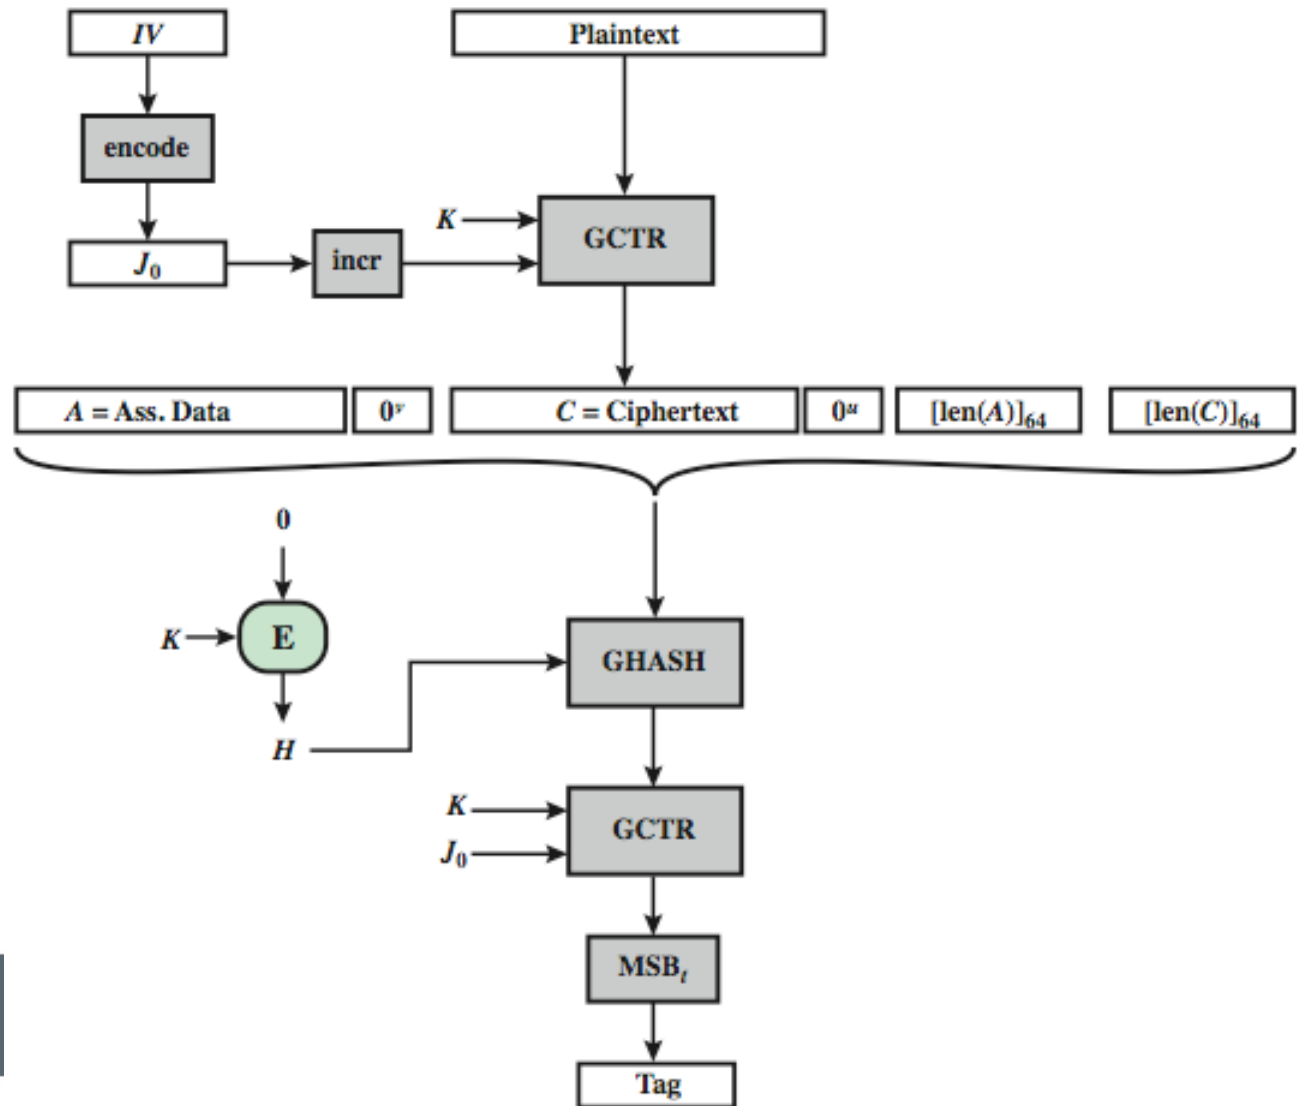 IV
Plaintext
encode
K
GCTR
J₀
incr
A = Ass. Data
0ᵛ
C = Ciphertext
0ᵘ
[len(A)]₆₄
[len(C)]₆₄
0
K
E
GHASH
H
K
GCTR
J₀
MSBₜ
Tag